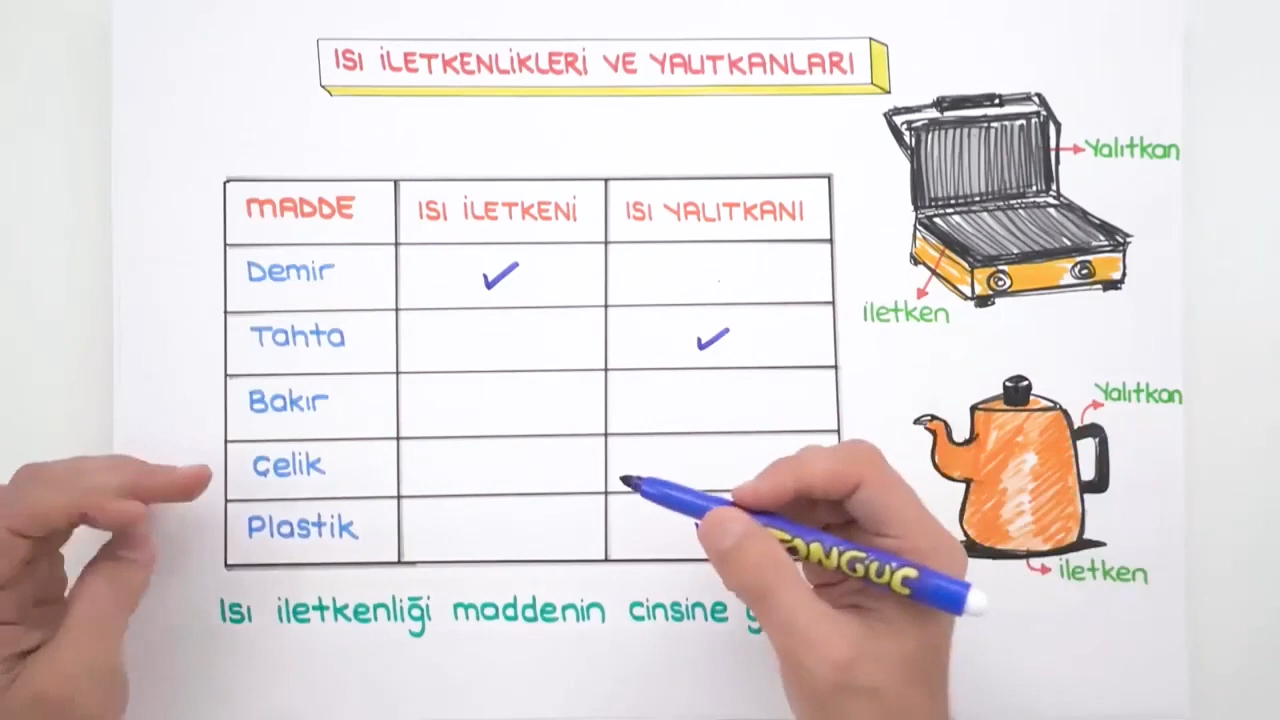 ISI İLETKENLİKLERİ VE YALITKANLARI
MADDE ISI İLETKENİ ISI YALITKANI
Demir
Tahta
Bakır
Çelik
Plastik
Isı iletkenliği maddenin cinsine
Yalıtkan
iletken
Yalıtkan
iletken
TONGUÇ